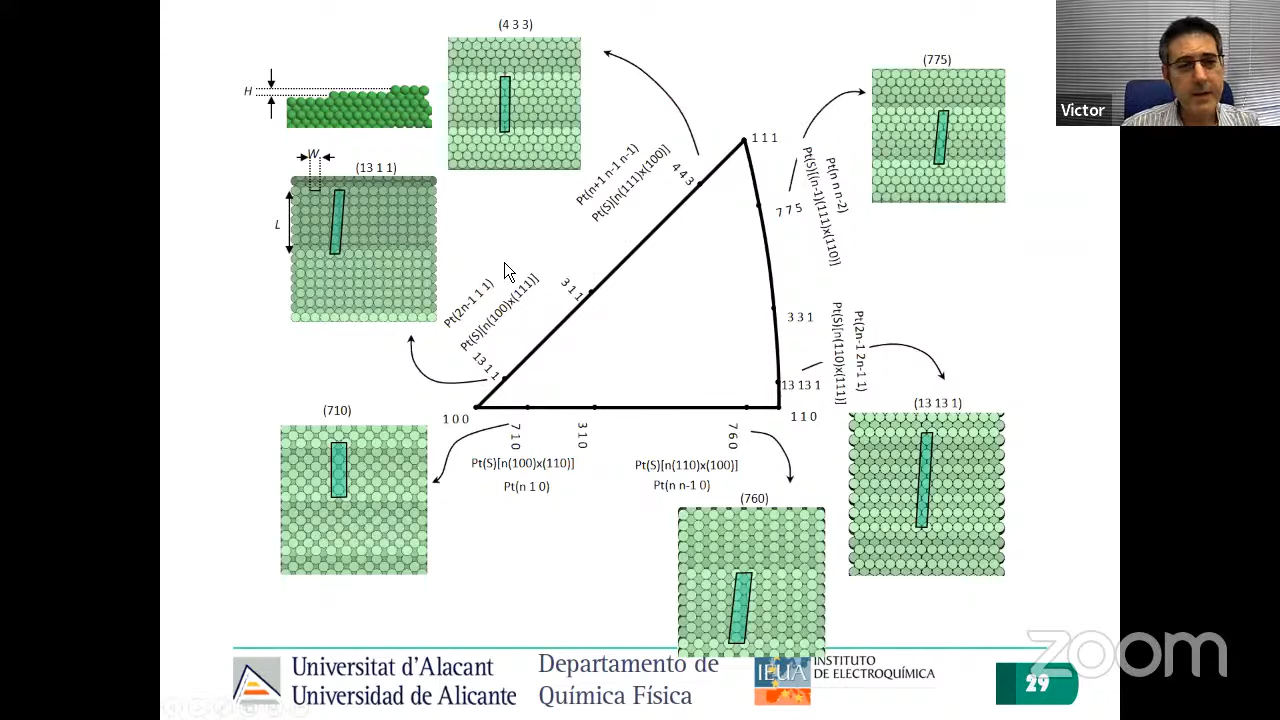 (4 3 3)
(775)
Victor
H
W
(13 1 1)
L
1 1 1
4 4 3
Pt(n+1 n-1 n-1)
Pt(S)[n(111)x(100)]
7 7 5
Pt(n n n-2)
Pt(S)[(n-1)(111)x(110)]
3 1 1
Pt(2n-1 1 1)
Pt(S)[n(100)x(111)]
13 1 1
3 3 1
Pt(2n-1 2n-1 1)
Pt(S)[n(110)x(111)]
13 13 1
1 0 0
1 1 0
(710)
(13 13 1)
7 1 0
3 1 0
7 6 0
Pt(S)[n(100)x(110)]
Pt(n 1 0)
Pt(S)[n(110)x(100)]
Pt(n n-1 0)
(760)
zoom
Universitat d'Alacant
Universidad de Alicante
Departamento de
Química Física
IEUA
INSTITUTO
DE ELECTROQUÍMICA
29